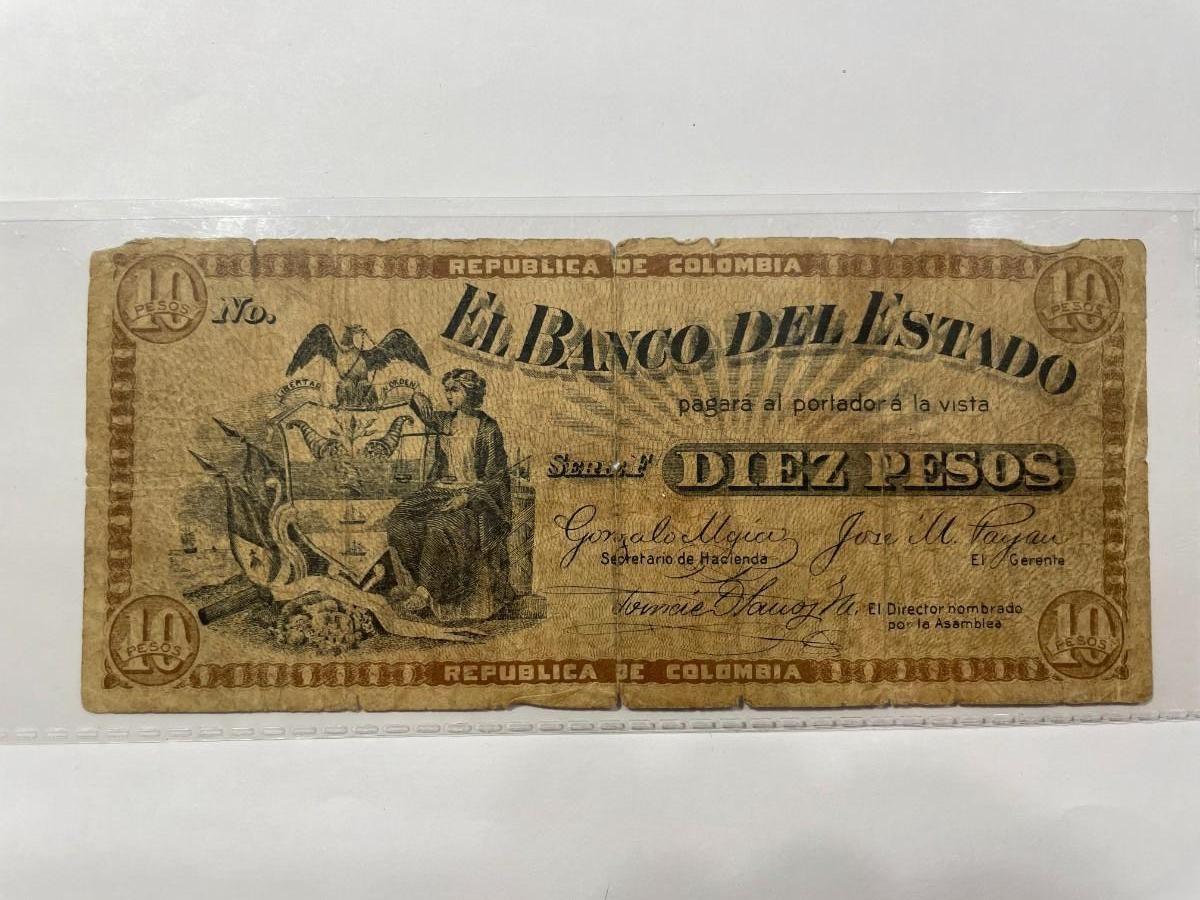 REPUBLICA DE COLOMBIA
10 PESOS
10 PESOS
No.
EL BANCO DEL ESTADO
LIBERTAD Y ORDEN
pagará al portador á la vista
SERIE F
DIEZ PESOS
Gonzalo Mejía
José M. Payán
Secretario de Hacienda
El Gerente
El Director nombrado
por la Asamblea
10 PESOS
10 PESOS
REPUBLICA DE COLOMBIA